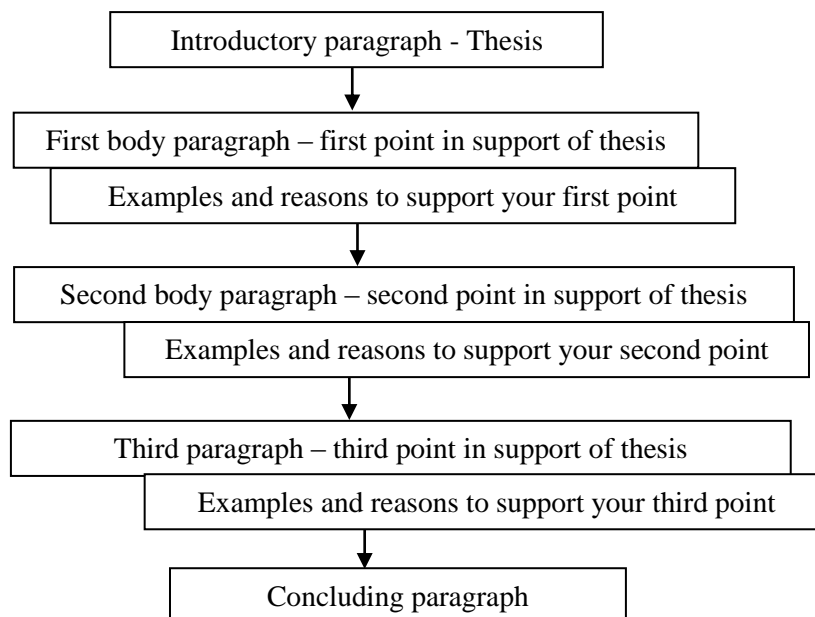 Introductory paragraph - Thesis
First body paragraph – first point in support of thesis
Examples and reasons to support your first point
Second body paragraph – second point in support of thesis
Examples and reasons to support your second point
Third paragraph – third point in support of thesis
Examples and reasons to support your third point
Concluding paragraph